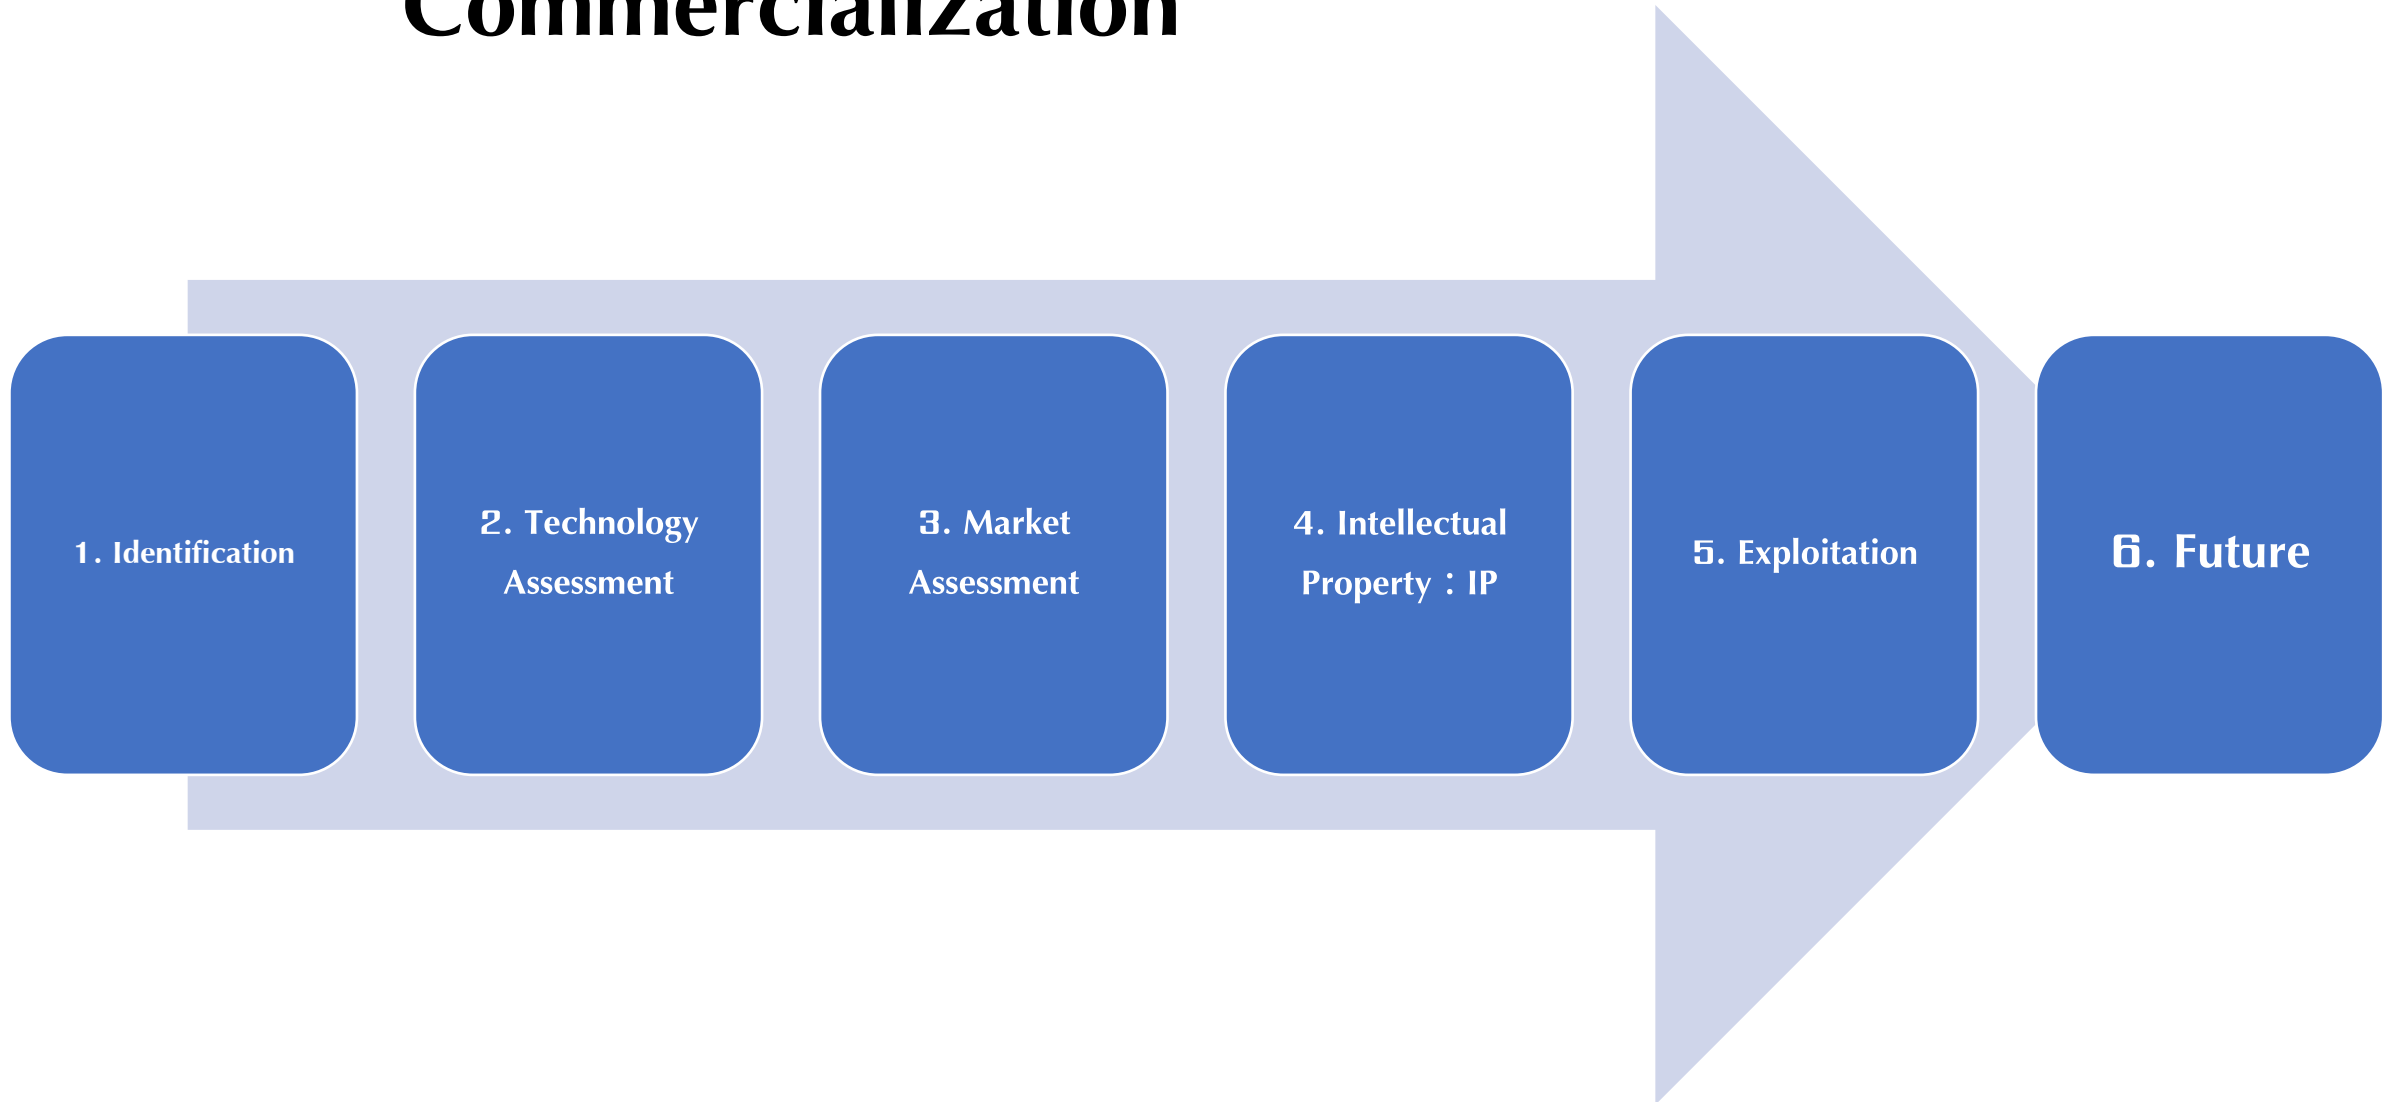 Commercialization
1. Identification
2. Technology
Assessment
3. Market
Assessment
4. Intellectual
Property : IP
5. Exploitation
6. Future